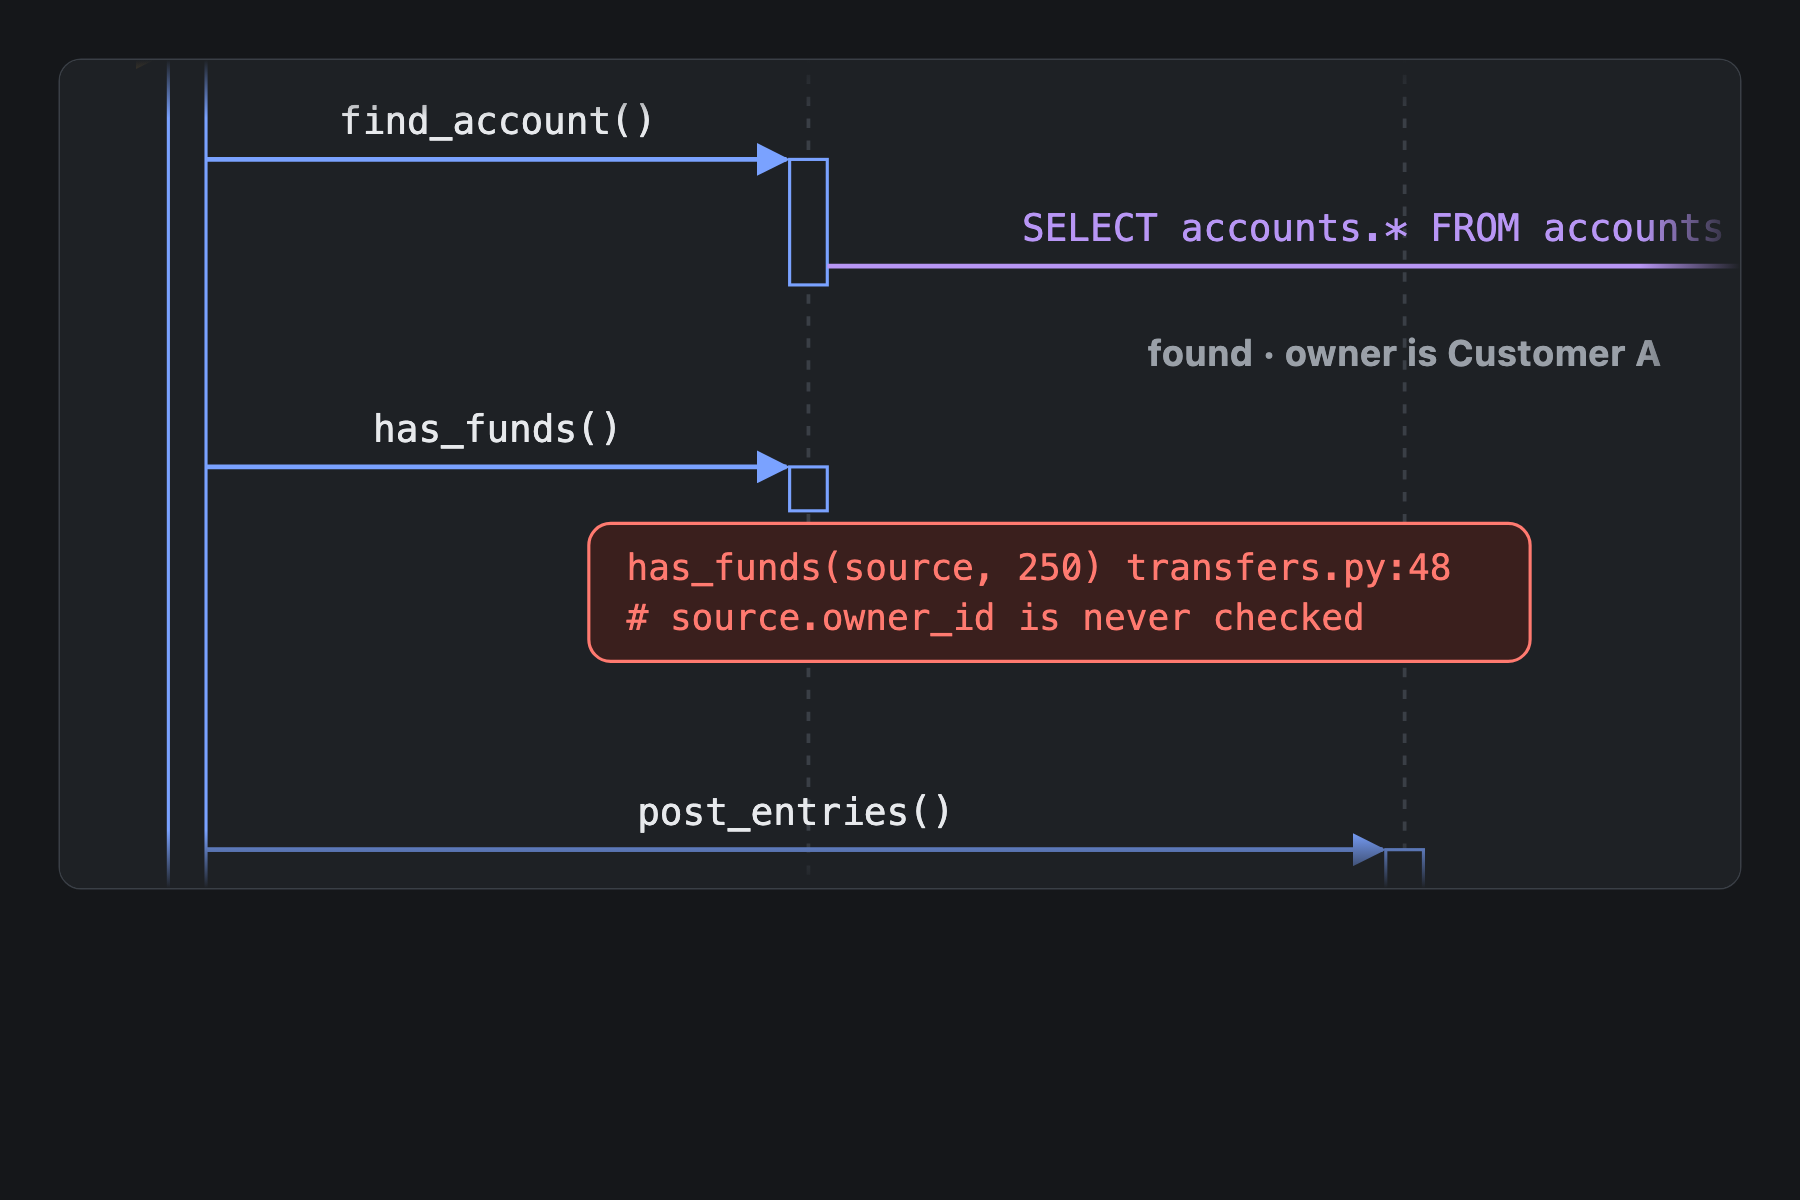 find_account()
SELECT accounts.* FROM accounts
found · owner is Customer A
has_funds()
has_funds(source, 250) transfers.py:48
# source.owner_id is never checked
post_entries()